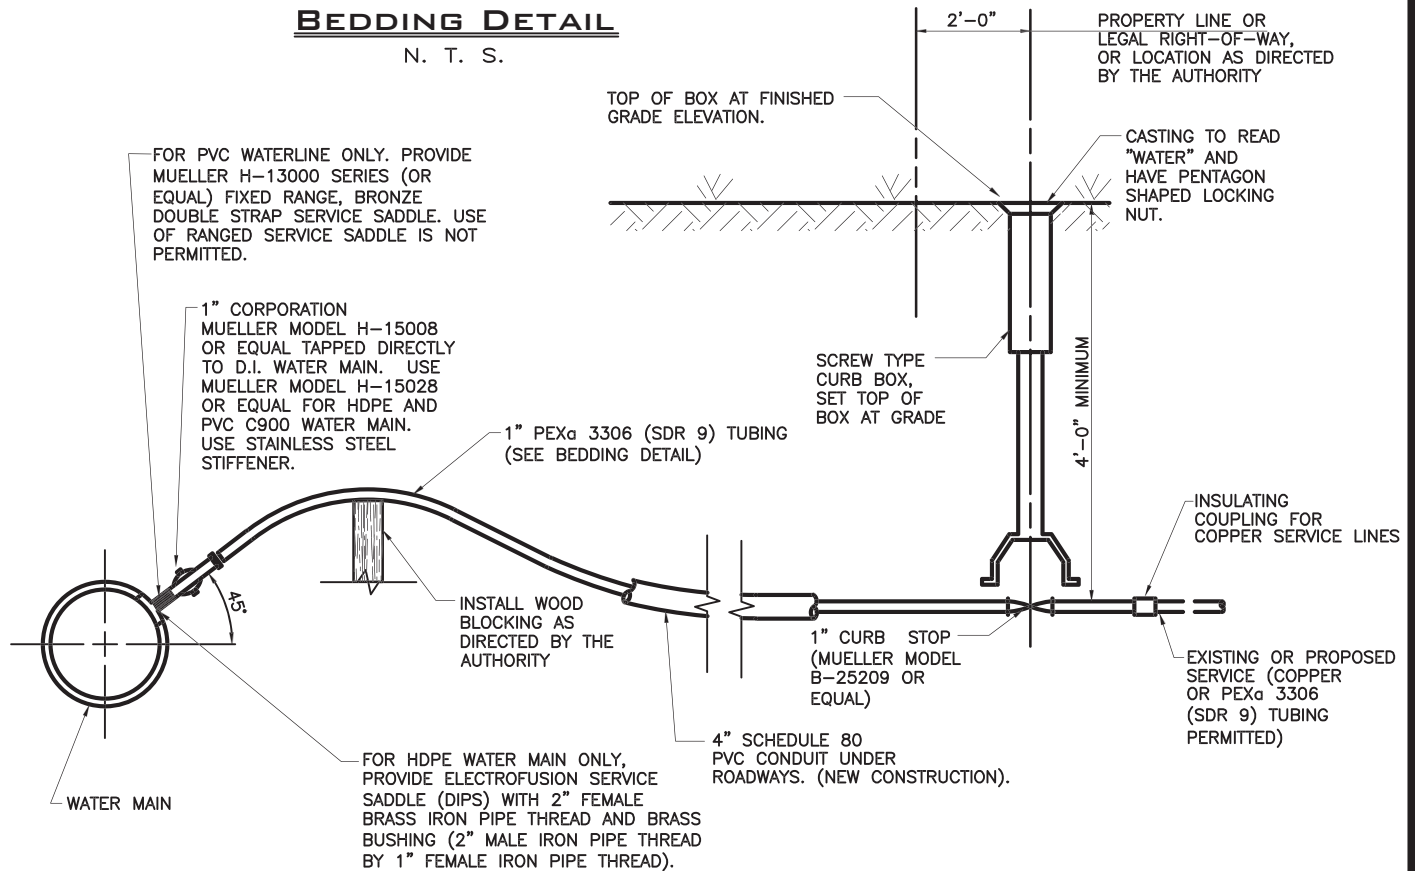 BEDDING DETAIL
N. T. S.
2'-0"
PROPERTY LINE OR
LEGAL RIGHT-OF-WAY,
OR LOCATION AS DIRECTED
BY THE AUTHORITY
TOP OF BOX AT FINISHED
GRADE ELEVATION.
CASTING TO READ
"WATER" AND
HAVE PENTAGON
SHAPED LOCKING
NUT.
FOR PVC WATERLINE ONLY. PROVIDE
MUELLER H-13000 SERIES (OR
EQUAL) FIXED RANGE, BRONZE
DOUBLE STRAP SERVICE SADDLE. USE
OF RANGED SERVICE SADDLE IS NOT
PERMITTED.
1" CORPORATION
MUELLER MODEL H-15008
OR EQUAL TAPPED DIRECTLY
TO D.I. WATER MAIN. USE
MUELLER MODEL H-15028
OR EQUAL FOR HDPE AND
PVC C900 WATER MAIN.
USE STAINLESS STEEL
STIFFENER.
SCREW TYPE
CURB BOX,
SET TOP OF
BOX AT GRADE
4'-0" MINIMUM
1" PEXa 3306 (SDR 9) TUBING
(SEE BEDDING DETAIL)
INSULATING
COUPLING FOR
COPPER SERVICE LINES
45°
INSTALL WOOD
BLOCKING AS
DIRECTED BY THE
AUTHORITY
1" CURB STOP
(MUELLER MODEL
B-25209 OR
EQUAL)
EXISTING OR PROPOSED
SERVICE (COPPER
OR PEXa 3306
(SDR 9) TUBING
PERMITTED)
4" SCHEDULE 80
PVC CONDUIT UNDER
ROADWAYS. (NEW CONSTRUCTION).
WATER MAIN
FOR HDPE WATER MAIN ONLY,
PROVIDE ELECTROFUSION SERVICE
SADDLE (DIPS) WITH 2" FEMALE
BRASS IRON PIPE THREAD AND BRASS
BUSHING (2" MALE IRON PIPE THREAD
BY 1" FEMALE IRON PIPE THREAD).